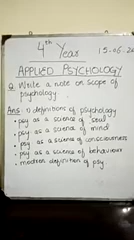 4th Year
15.06.20
APPLIED PSYCHOLOGY
Q. Write a note on scope of
psychology.
Ans:- 1) definitions of psychology
• psy as a science of soul
• psy as a science of mind
• psy as a science of consciousness
• psy as a science of behaviour
• modern definition of psy.